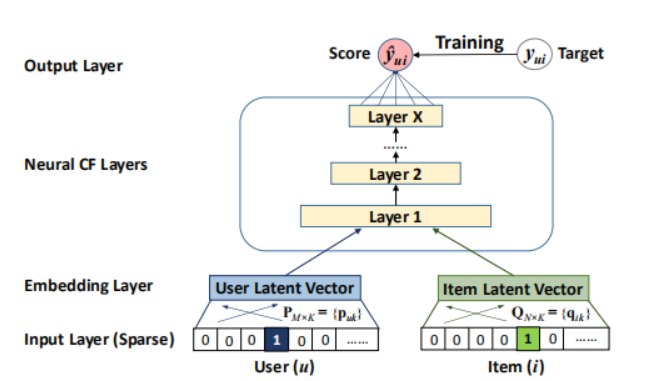 Score ŷui Training yui Target
Output Layer
Layer X
......
Neural CF Layers
Layer 2
Layer 1
Embedding Layer
User Latent Vector
Item Latent Vector
PM×K = {puk}
QN×K = {qik}
Input Layer (Sparse)
0 0 0 1 0 0 ......
0 0 0 0 1 0 ......
User (u)
Item (i)